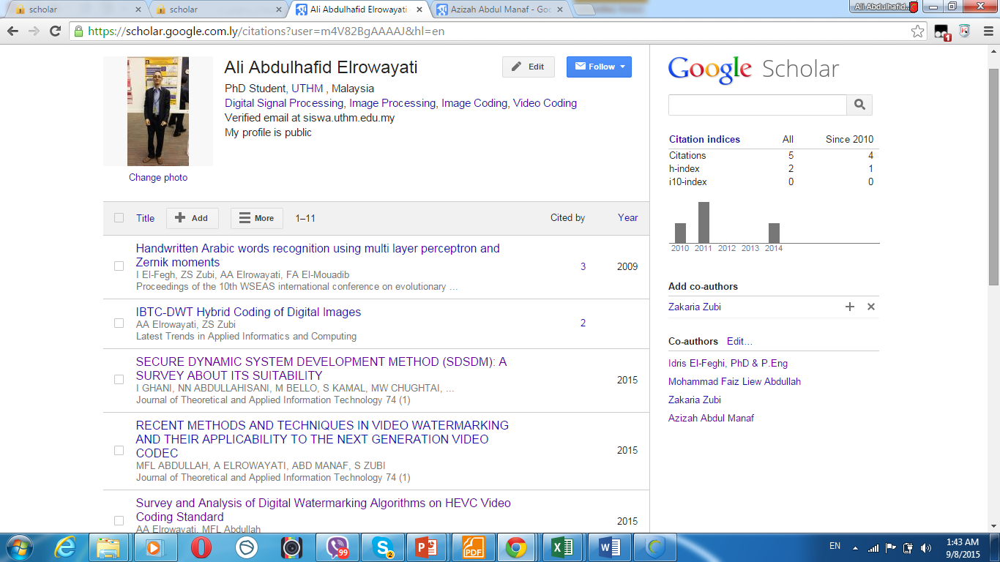 scholar
scholar
Ali Abdulhafid Elrowayati
Azizah Abdul Manaf - Goo
Ali Abdulhafid...
https://scholar.google.com.ly/citations?user=m4V82BgAAAAJ&hl=en
1
Ali Abdulhafid Elrowayati
Edit
Follow
PhD Student, UTHM , Malaysia
Digital Signal Processing, Image Processing, Image Coding, Video Coding
Verified email at siswa.uthm.edu.my
My profile is public
Change photo
Title
Add
More
1–11
Cited by
Year
Handwritten Arabic words recognition using multi layer perceptron and
Zernik moments
I El-Fegh, ZS Zubi, AA Elrowayati, FA El-Mouadib
Proceedings of the 10th WSEAS international conference on evolutionary ...
3
2009
IBTC-DWT Hybrid Coding of Digital Images
AA Elrowayati, ZS Zubi
Latest Trends in Applied Informatics and Computing
2
SECURE DYNAMIC SYSTEM DEVELOPMENT METHOD (SDSDM): A
SURVEY ABOUT ITS SUITABILITY
I GHANI, NN ABDULLAHISANI, M BELLO, S KAMAL, MW CHUGHTAI, ...
Journal of Theoretical and Applied Information Technology 74 (1)
2015
RECENT METHODS AND TECHNIQUES IN VIDEO WATERMARKING
AND THEIR APPLICABILITY TO THE NEXT GENERATION VIDEO
CODEC
MFL ABDULLAH, A ELROWAYATI, ABD MANAF, S ZUBI
Journal of Theoretical and Applied Information Technology 74 (1)
2015
Survey and Analysis of Digital Watermarking Algorithms on HEVC Video
Coding Standard
AA Elrowayati, MFL Abdullah
2015
Google Scholar
Citation indices All Since 2010
Citations 5 4
h-index 2 1
i10-index 0 0
2010 2011 2012 2013 2014
Add co-authors
Zakaria Zubi
Co-authors Edit...
Idris El-Feghi, PhD & P.Eng
Mohammad Faiz Liew Abdullah
Zakaria Zubi
Azizah Abdul Manaf
99
2
PDF
EN
1:43 AM
9/8/2015